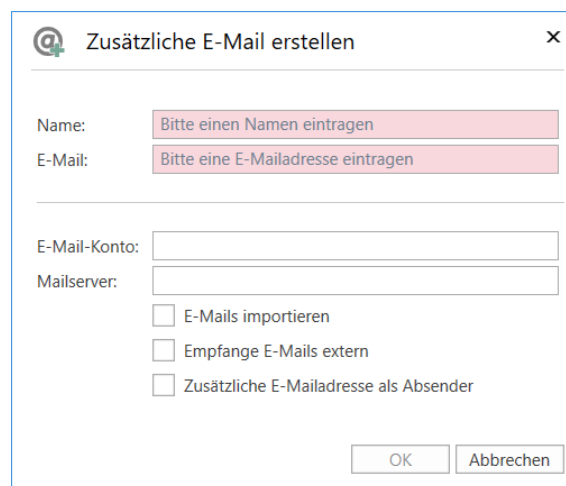 Zusätzliche E-Mail erstellen
Name: Bitte einen Namen eintragen
E-Mail: Bitte eine E-Mailadresse eintragen
E-Mail-Konto:
Mailserver:
E-Mails importieren
Empfange E-Mails extern
Zusätzliche E-Mailadresse als Absender
OK Abbrechen